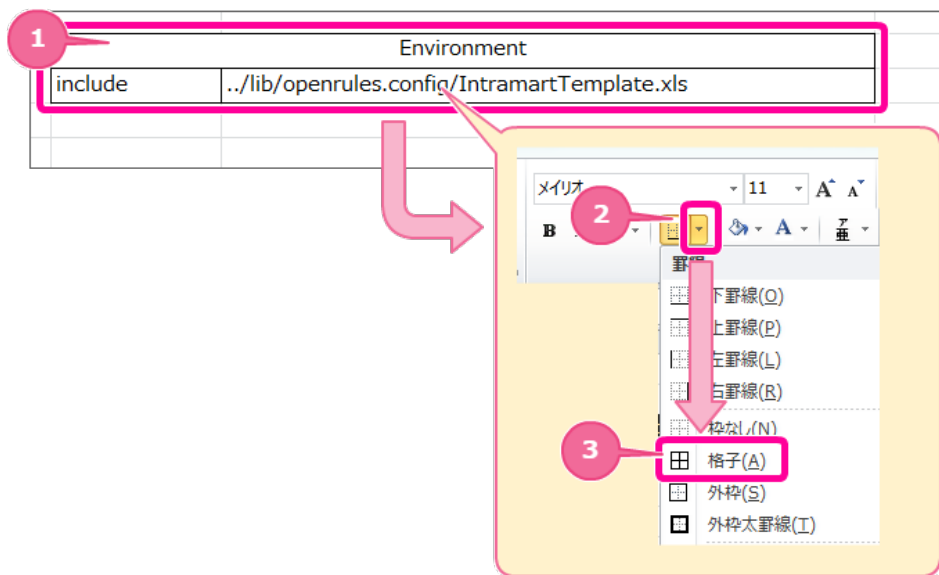 1
Environment
include
../lib/openrules.config/IntramartTemplate.xls
メイリオ
11
A
A
2
B
A
ア
亜
下罫線(O)
上罫線(P)
左罫線(L)
右罫線(R)
枠なし(N)
3
格子(A)
外枠(S)
外枠太罫線(T)